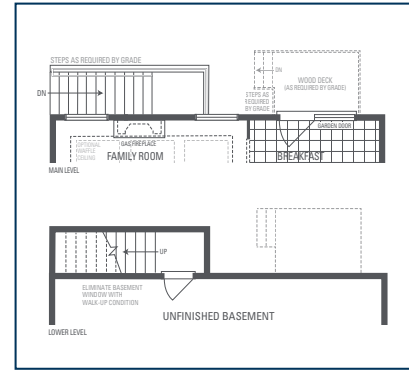 STEPS AS REQUIRED BY GRADE
DN
WOOD DECK
(AS REQUIRED BY GRADE)
DN
STEPS AS
REQUIRED
BY GRADE
GARDEN DOOR
GAS FIREPLACE
OPTIONAL
WAFFLE
CEILING
FAMILY ROOM
BREAKFAST
MAIN LEVEL
UP
ELIMINATE BASEMENT
WINDOW WITH
WALK-UP CONDITION
UNFINISHED BASEMENT
LOWER LEVEL